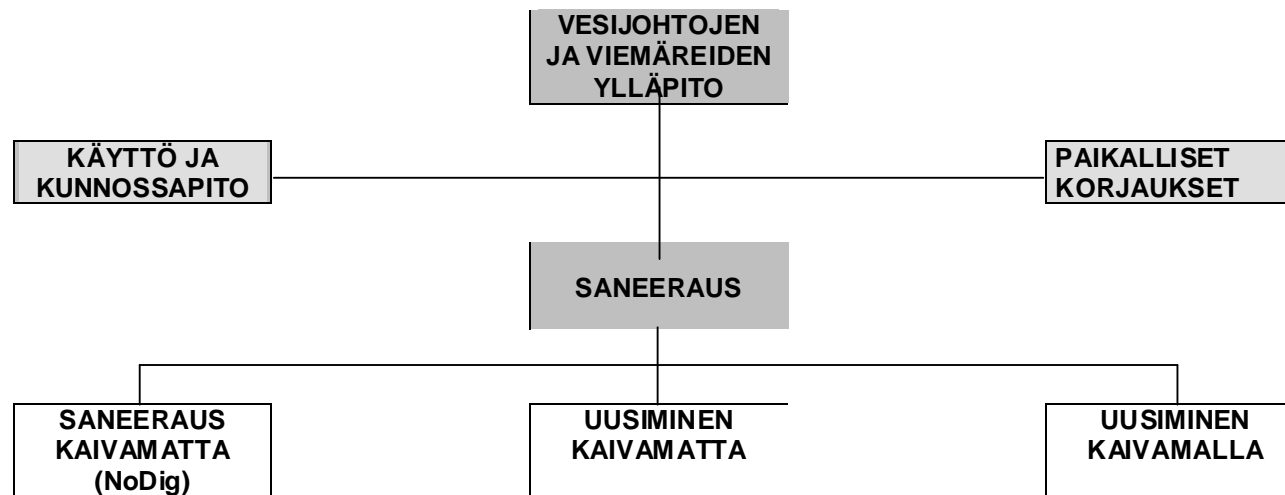 VESIJOHTOJEN
JA VIEMÄREIDEN
YLLÄPITO
KÄYTTÖ JA
KUNNOSSAPITO
PAIKALLISET
KORJAUKSET
SANEERAUS
SANEERAUS
KAIVAMATTA
(NoDig)
UUSIMINEN
KAIVAMATTA
UUSIMINEN
KAIVAMALLA